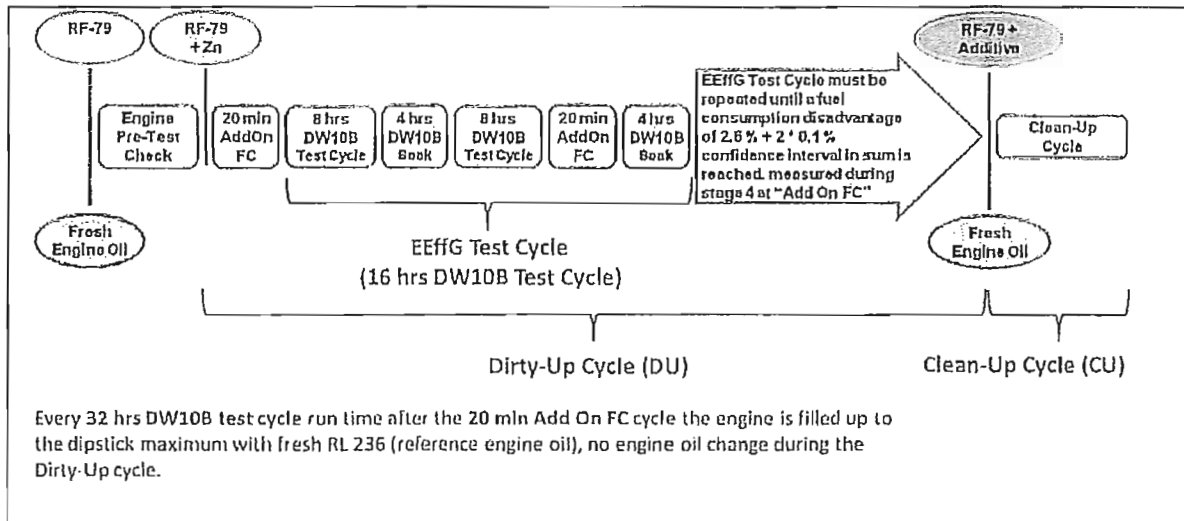 RF-79
RF-79
+Zn
RF-79 +
Additive
Engine
Pre-Test
Check
20 min
AddOn
FC
8 hrs
DW10B
Test Cycle
4 hrs
DW10B
Soak
8 hrs
DW10B
Test Cycle
20 min
AddOn
FC
4 hrs
DW10B
Soak
EEffG Test Cycle must be
repeated until a fuel
consumption disadvantage
of 2,6 % + 2 * 0,1 %
confidence interval in sum is
reached, measured during
stage 4 at "Add On FC"
Clean-Up
Cycle
Fresh
Engine Oil
Fresh
Engine Oil
EEffG Test Cycle
(16 hrs DW10B Test Cycle)
Dirty-Up Cycle (DU)
Clean-Up Cycle (CU)
Every 32 hrs DW10B test cycle run time after the 20 min Add On FC cycle the engine is filled up to
the dipstick maximum with fresh RL 236 (reference engine oil), no engine oil change during the
Dirty-Up cycle.